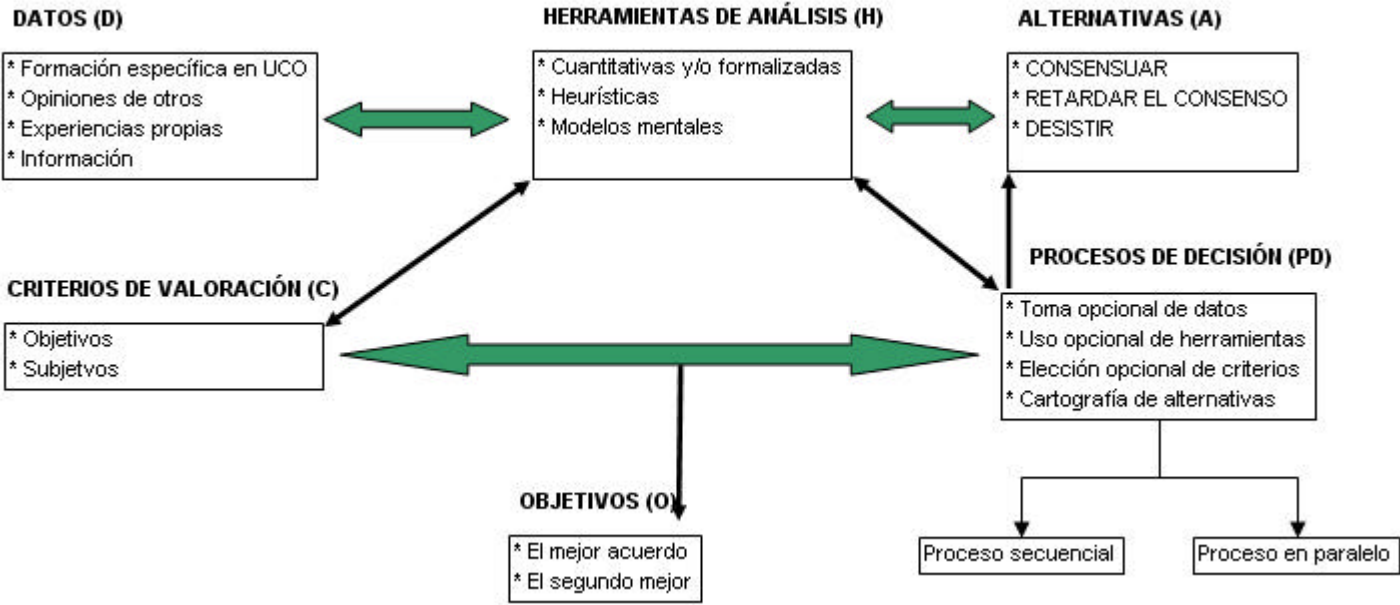 DATOS (D)
* Formación específica en UCO
* Opiniones de otros
* Experiencias propias
* Información
HERRAMIENTAS DE ANÁLISIS (H)
* Cuantitativas y/o formalizadas
* Heurísticas
* Modelos mentales
ALTERNATIVAS (A)
* CONSENSUAR
* RETARDAR EL CONSENSO
* DESISTIR
CRITERIOS DE VALORACIÓN (C)
* Objetivos
* Subjetvos
PROCESOS DE DECISIÓN (PD)
* Toma opcional de datos
* Uso opcional de herramientas
* Elección opcional de criterios
* Cartografía de alternativas
OBJETIVOS (O)
* El mejor acuerdo
* El segundo mejor
Proceso secuencial
Proceso en paralelo